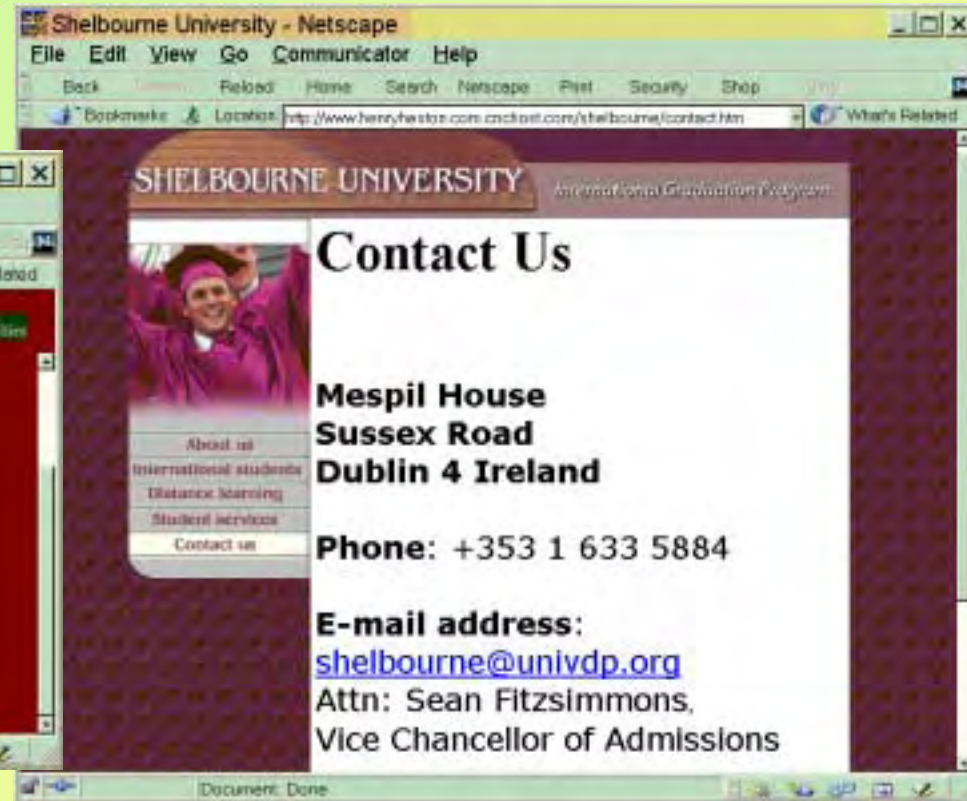 Shelbourne University - Netscape
File Edit View Go Communicator Help
Back Reload Home Search Netscape Print Security Shop
Bookmarks Location http://www.henryheston.com.cnchost.com/shelbourne/contact.htm What's Related
SHELBOURNE UNIVERSITY International Graduation Program
Contact Us
Mespil House
Sussex Road
Dublin 4 Ireland
About us
International students
Distance learning
Student services
Contact us
Phone: +353 1 633 5884
E-mail address:
shelbourne@univdp.org
Attn: Sean Fitzsimmons,
Vice Chancellor of Admissions
Document: Done